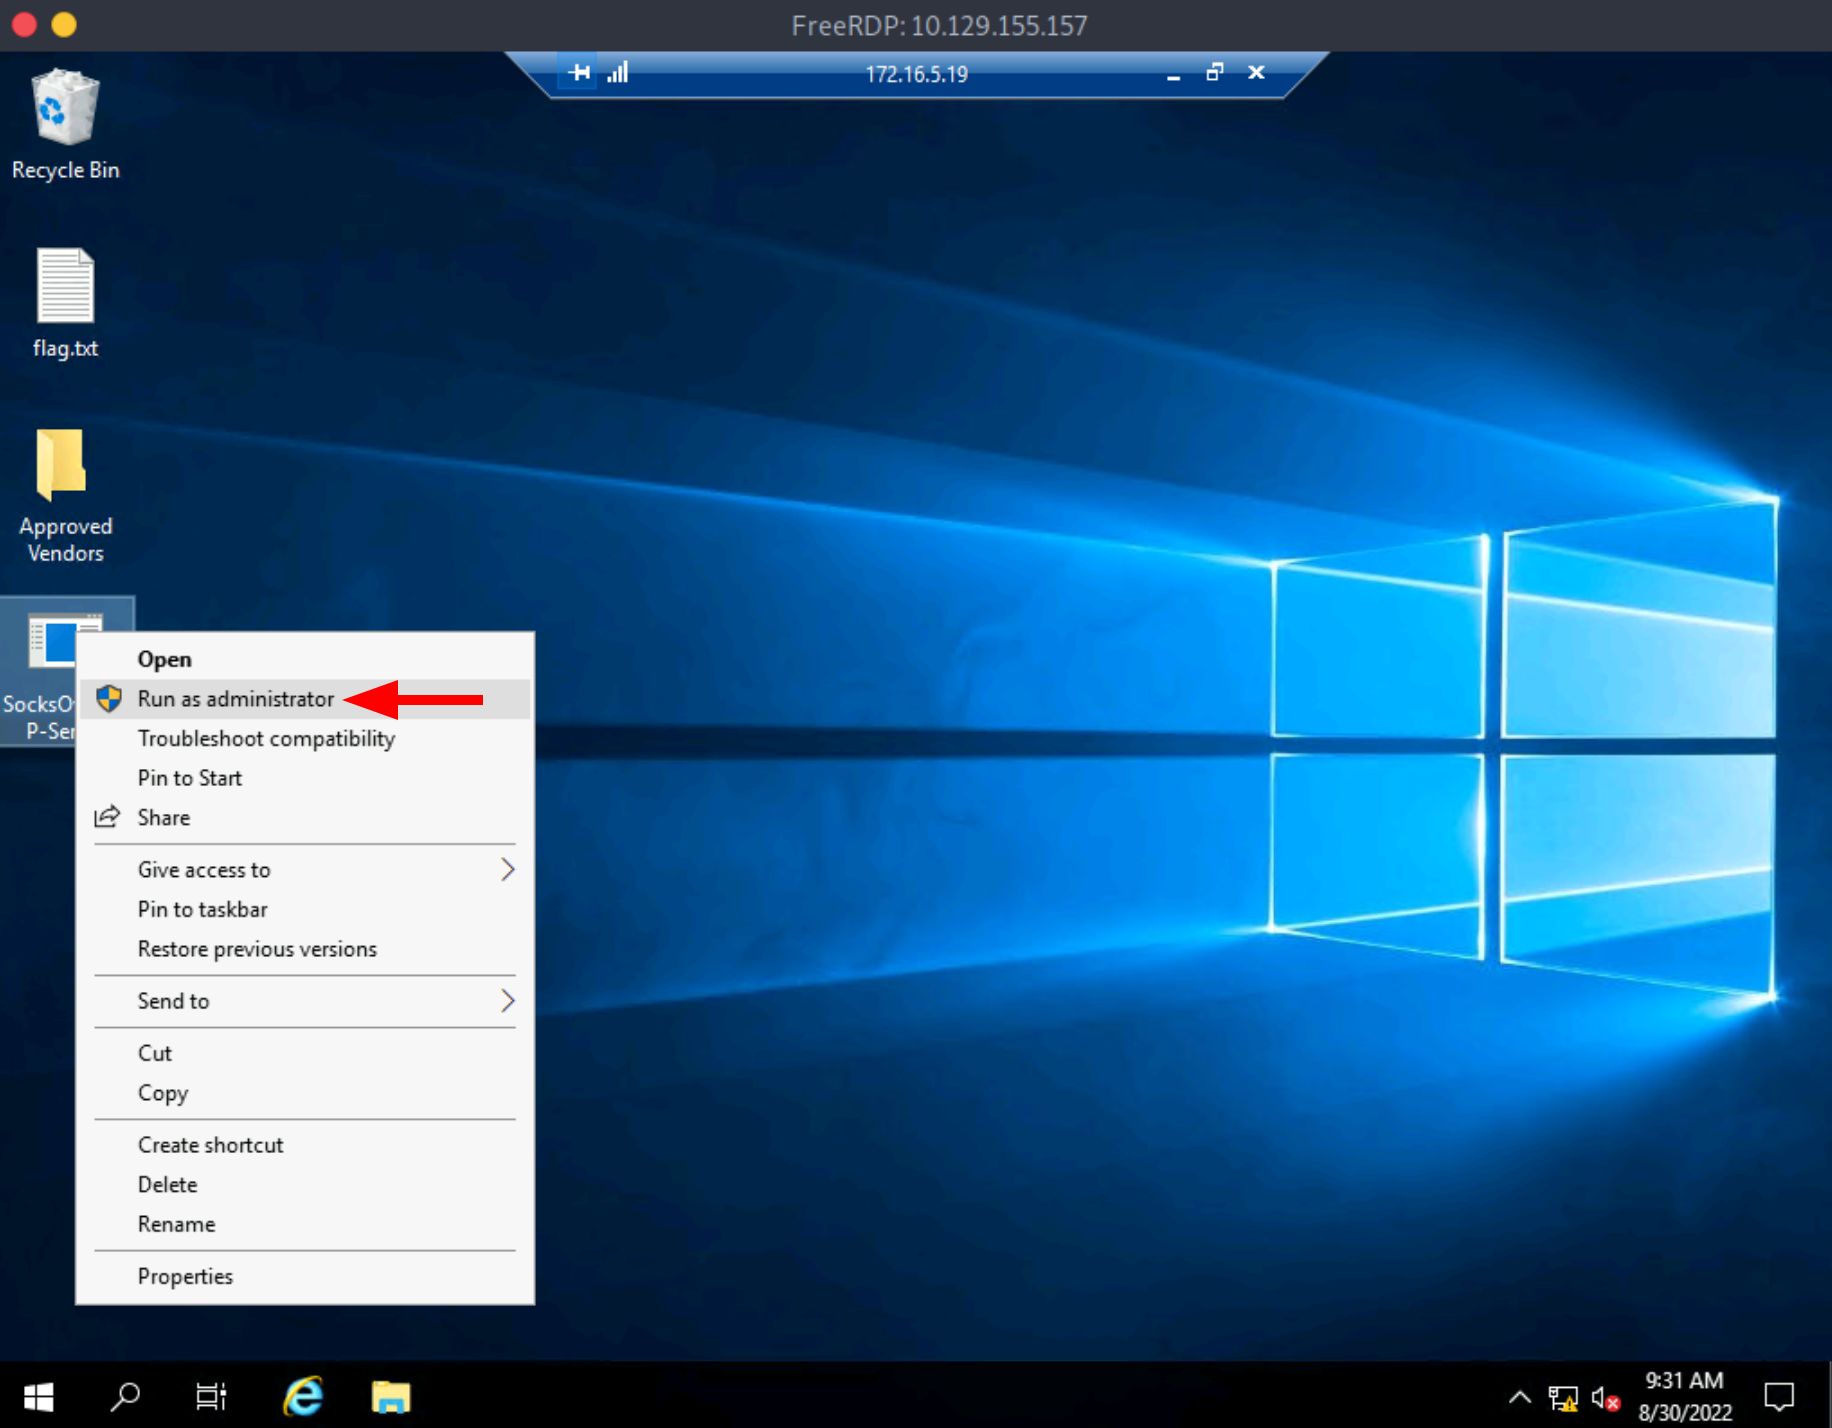 FreeRDP: 10.129.155.157
172.16.5.19
Recycle Bin
flag.txt
Approved
Vendors
SocksO
P-Ser
Open
Run as administrator
Troubleshoot compatibility
Pin to Start
Share
Give access to
Pin to taskbar
Restore previous versions
Send to
Cut
Copy
Create shortcut
Delete
Rename
Properties
9:31 AM
8/30/2022